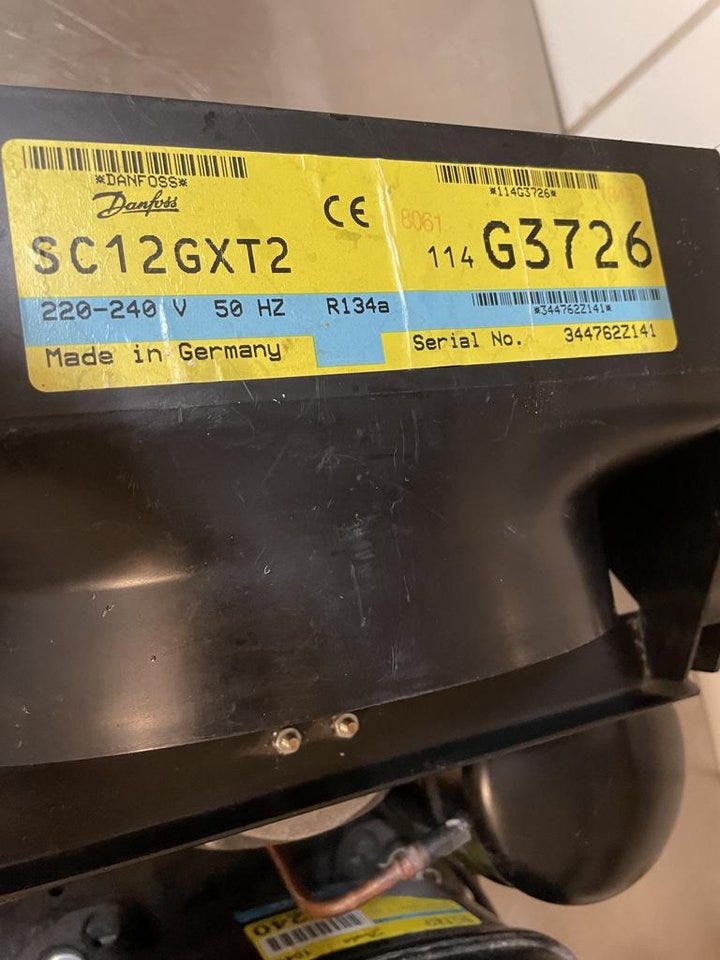 *DANFOSS*
Danfoss
CE
SC12GXT2
220-240 V 50 HZ R134a
Made in Germany
*114G3726*
8061
114 G3726
*344762Z141*
Serial No. 344762Z141
240